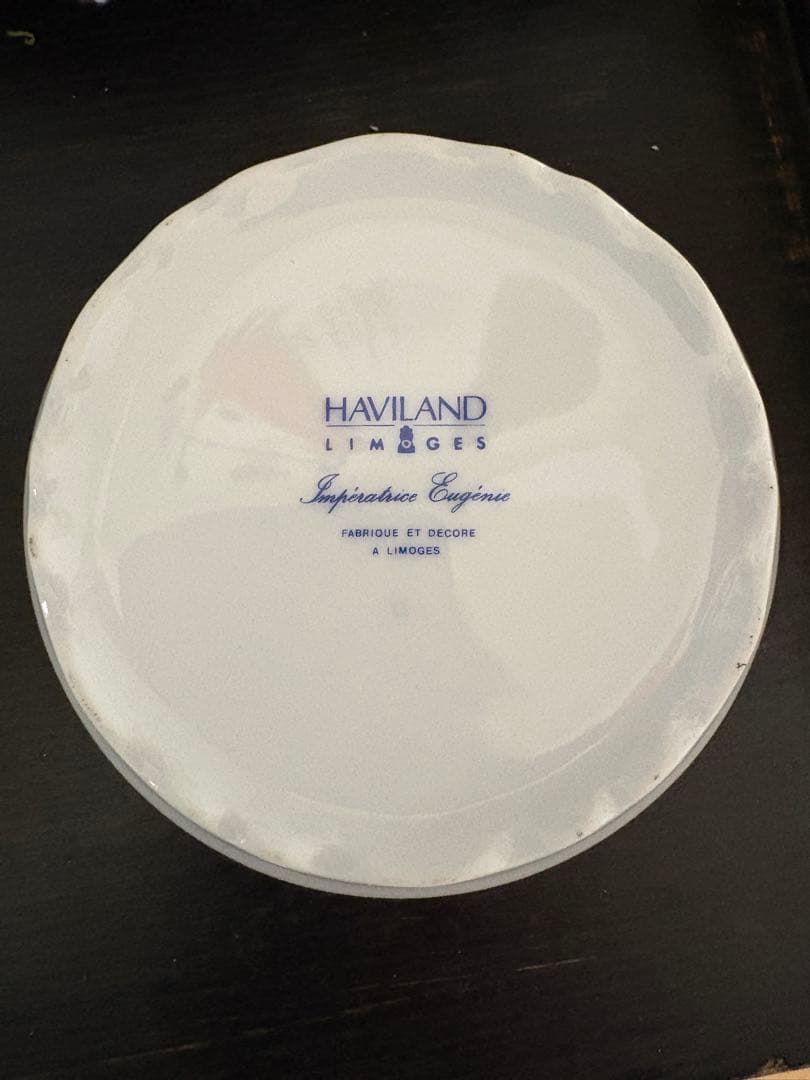 HAVILAND
LIMOGES
Impératrice Eugénie
FABRIQUE ET DECORE
A LIMOGES